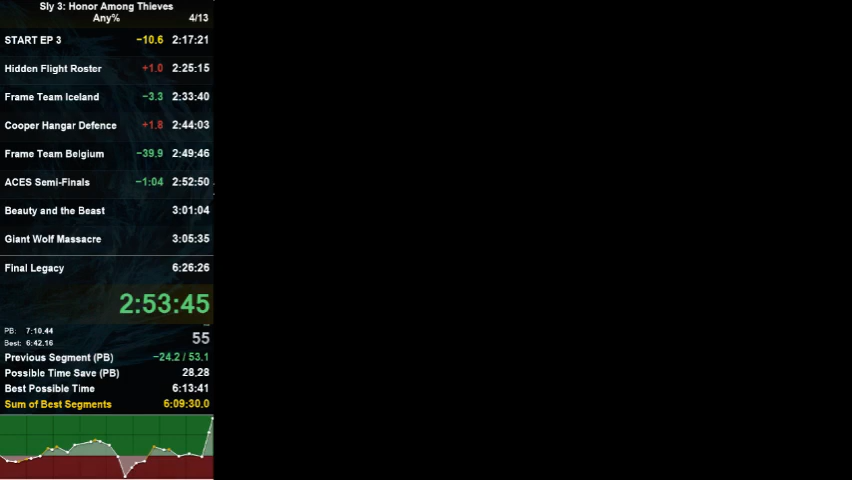 Sly 3: Honor Among Thieves
Any% 4/13
START EP 3 −10.6 2:17:21
Hidden Flight Roster +1.0 2:25:15
Frame Team Iceland −3.3 2:33:40
Cooper Hangar Defence +1.8 2:44:03
Frame Team Belgium −39.9 2:49:46
ACES Semi-Finals −1:04 2:52:50
Beauty and the Beast 3:01:04
Giant Wolf Massacre 3:05:35
Final Legacy 6:26:26
2:53:45
PB: 7:10.44
Best: 6:42.16
55
Previous Segment (PB) −24.2 / 53.1
Possible Time Save (PB) 28,28
Best Possible Time 6:13:41
Sum of Best Segments 6:09:30,0